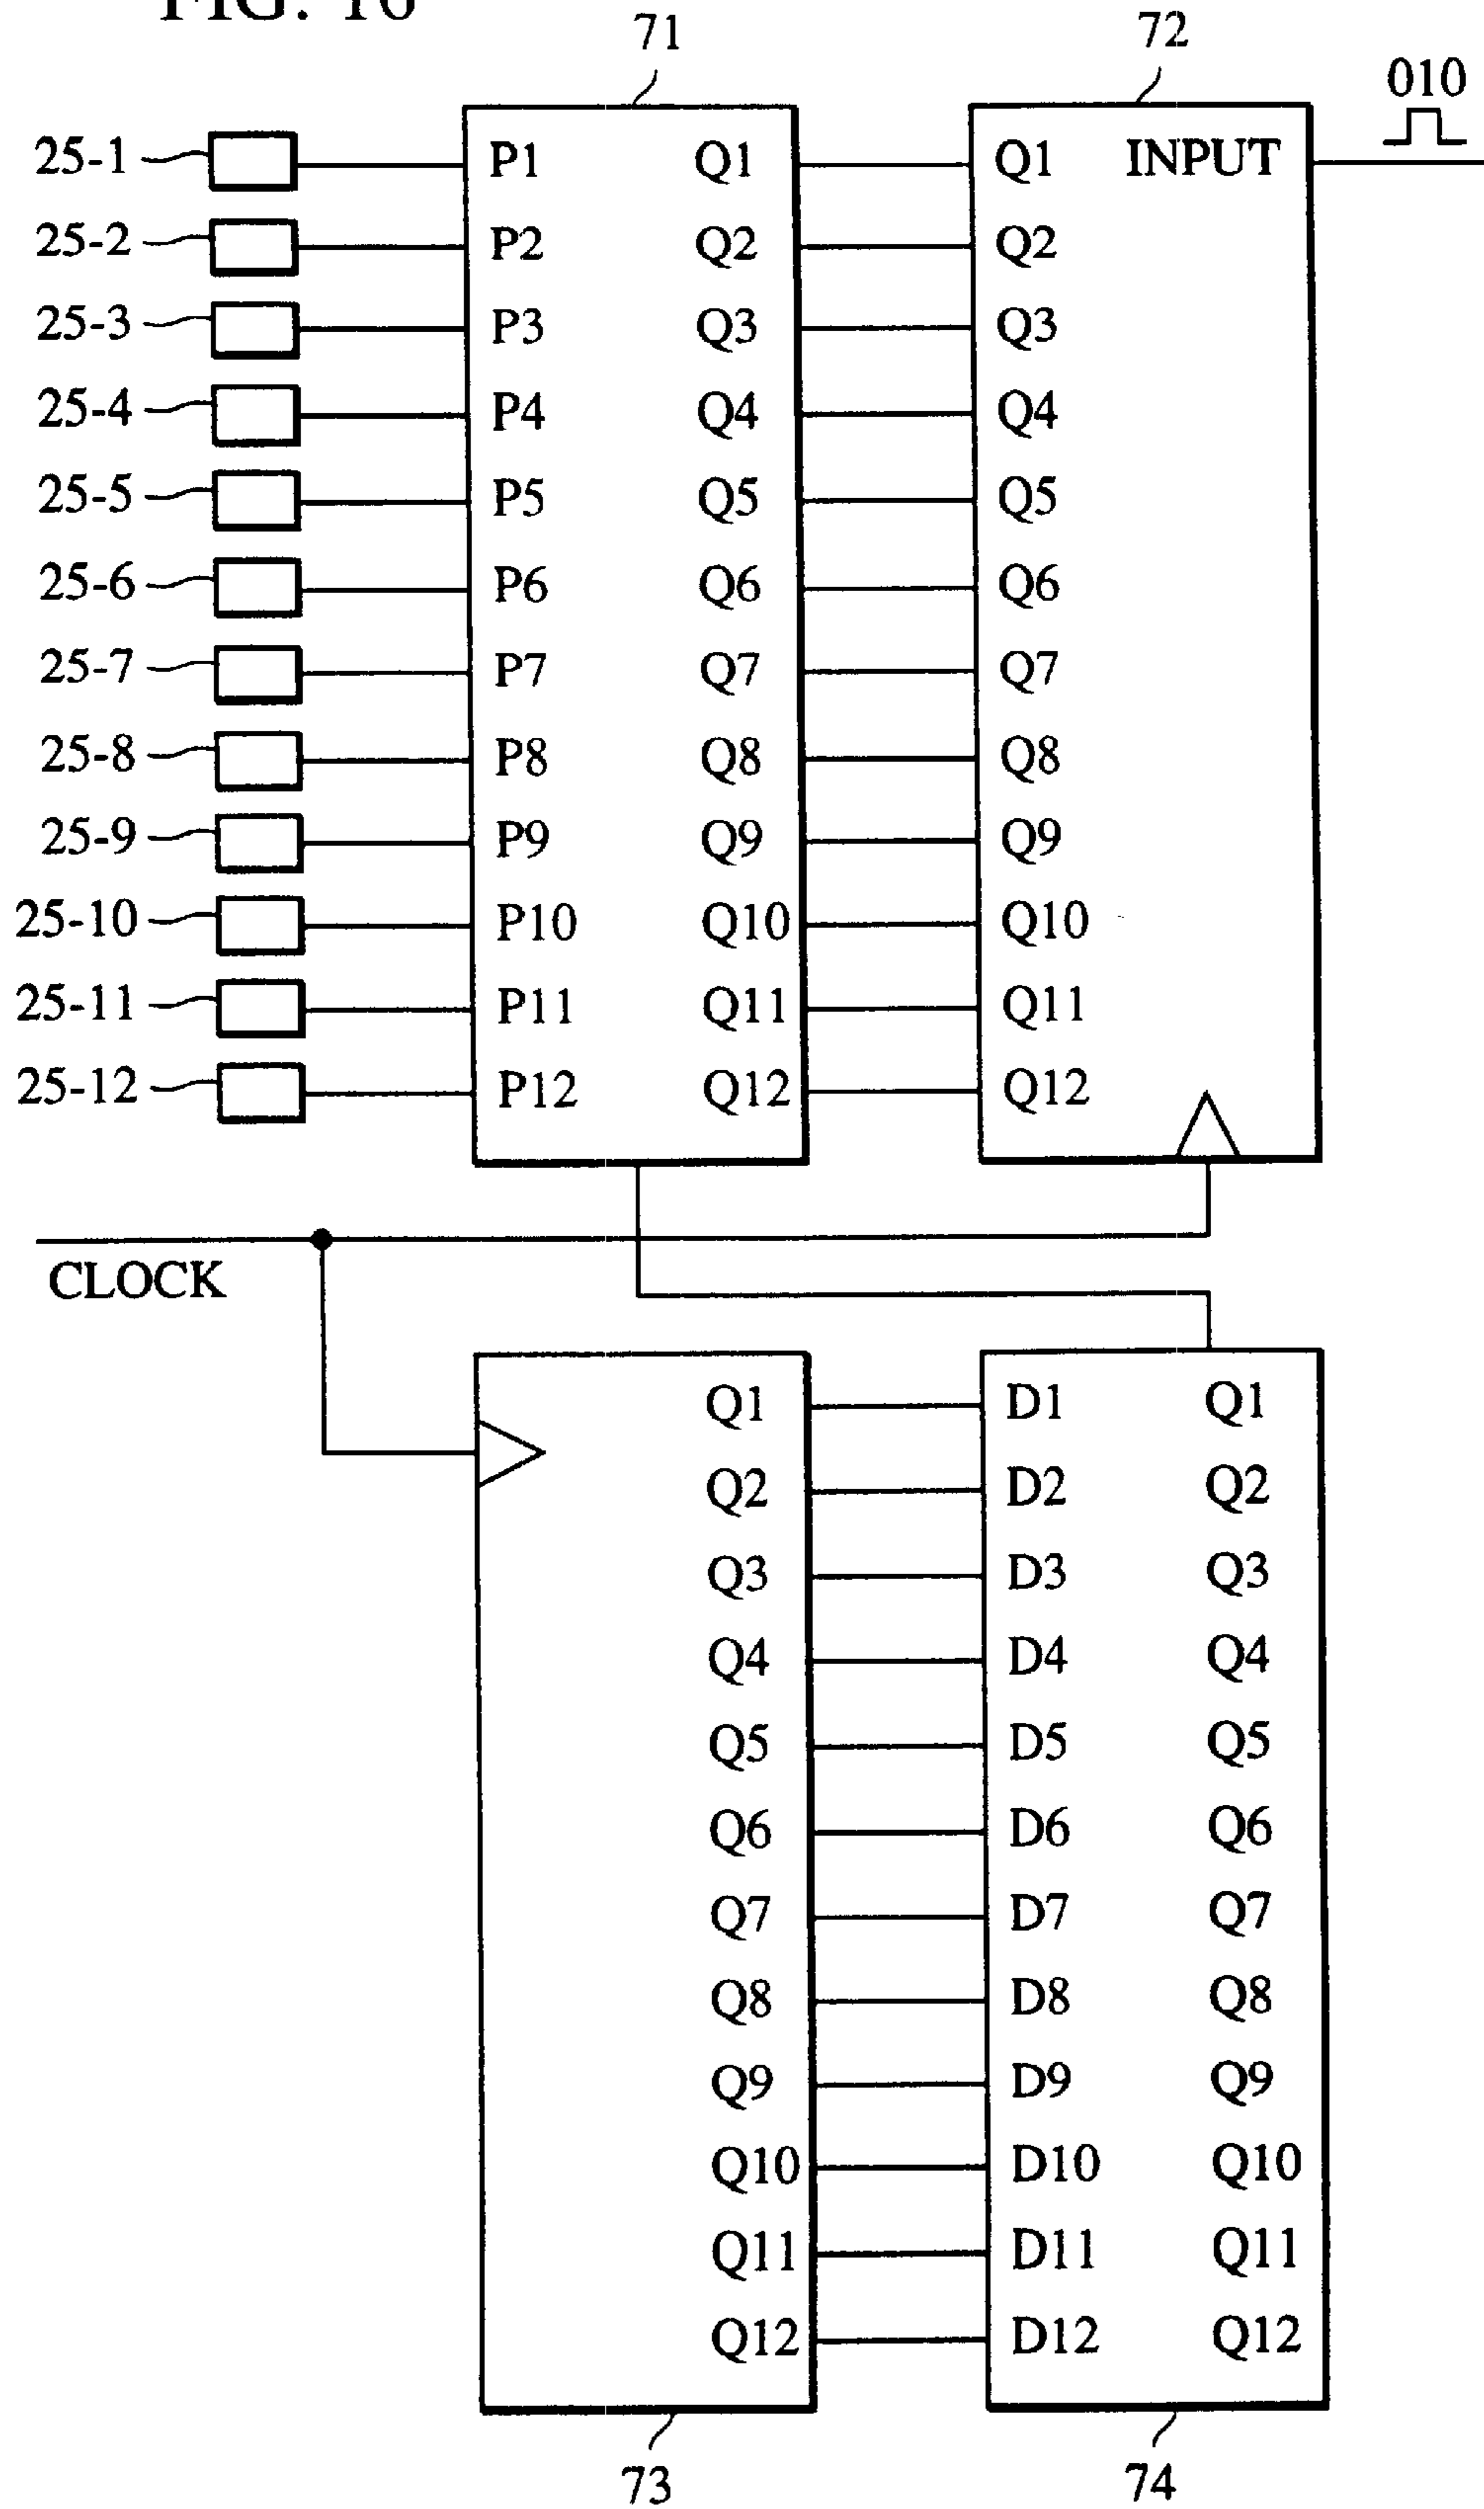 FIG. 16
71
72
010
25-1 P1 Q1 Q1 INPUT
25-2 P2 Q2 Q2
25-3 P3 Q3 Q3
25-4 P4 Q4 Q4
25-5 P5 Q5 Q5
25-6 P6 Q6 Q6
25-7 P7 Q7 Q7
25-8 P8 Q8 Q8
25-9 P9 Q9 Q9
25-10 P10 Q10 Q10
25-11 P11 Q11 Q11
25-12 P12 Q12 Q12
CLOCK
Q1 D1 Q1
Q2 D2 Q2
Q3 D3 Q3
Q4 D4 Q4
Q5 D5 Q5
Q6 D6 Q6
Q7 D7 Q7
Q8 D8 Q8
Q9 D9 Q9
Q10 D10 Q10
Q11 D11 Q11
Q12 D12 Q12
73
74